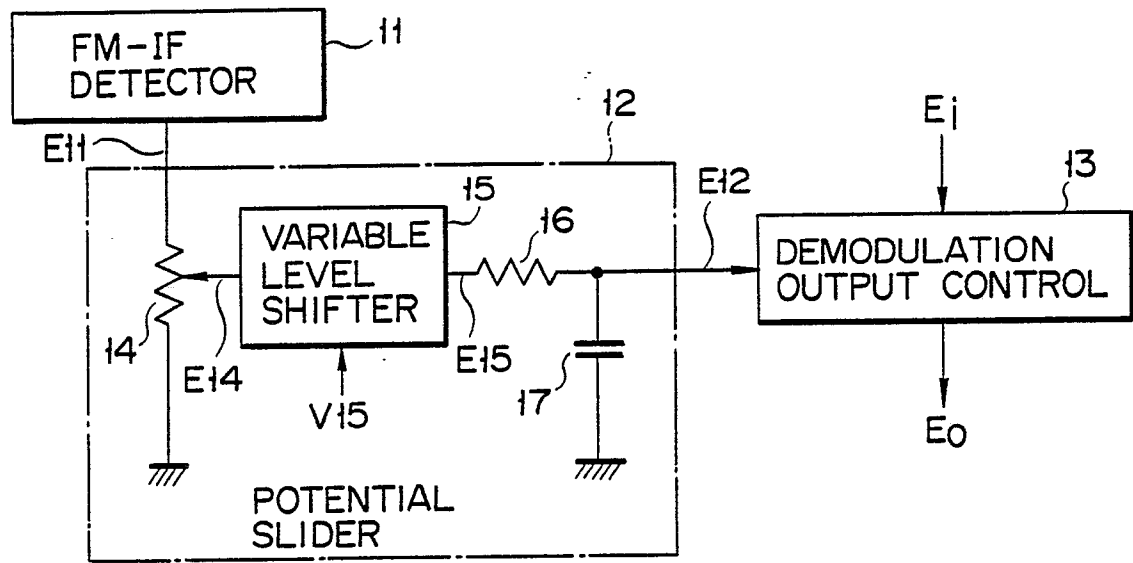 FM-IF
DETECTOR
11
E11
12
Ei
E12
13
15
VARIABLE
LEVEL
SHIFTER
16
DEMODULATION
OUTPUT CONTROL
14
E14
E15
17
V15
Eo
POTENTIAL
SLIDER